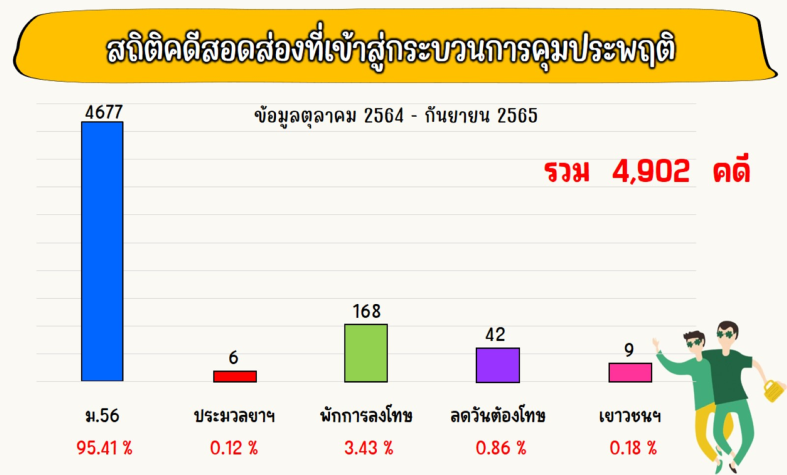 สถิติคดีสอดส่องที่เข้าสู่กระบวนการคุมประพฤติ
ข้อมูลตุลาคม 2564 - กันยายน 2565
รวม 4,902 คดี
4677
6
168
42
9
ม.56
ประมวลยาฯ
พักการลงโทษ
ลดวันต้องโทษ
เยาวชนฯ
95.41 %
0.12 %
3.43 %
0.86 %
0.18 %